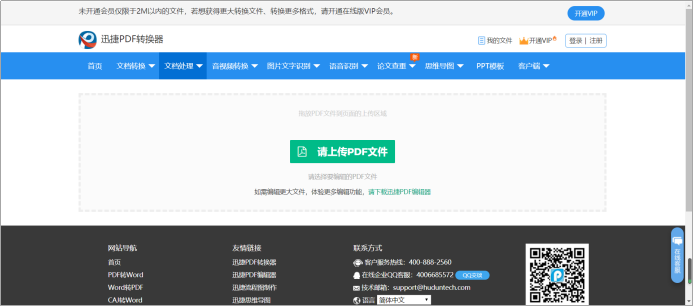 未开通会员仅限于2M以内的文件，若想获得更大转换文件、转换更多格式，请开通在线版VIP会员。
开通VIP
迅捷PDF转换器
我的文件 开通VIP 登录 | 注册
首页 文档转换 文档处理 音视频转换 图片文字识别 语音识别 论文查重 思维导图 PPT模板 客户端
拖拽PDF文件到页面的上传区域
请上传PDF文件
请选择要编辑的PDF文件
如需编辑更大文件，体验更多编辑功能，请下载迅捷PDF编辑器
网站导航 友情链接 联系方式
首页 迅捷PDF转换器 客户服务热线：400-888-2560
PDF转Word 迅捷PDF编辑器 在线企业QQ客服：4006685572 QQ交谈
Word转PDF 迅捷流程图制作 技术邮箱：support@huduntech.com
CAJ转Word 迅捷思维导图 语言 简体中文
在线客服